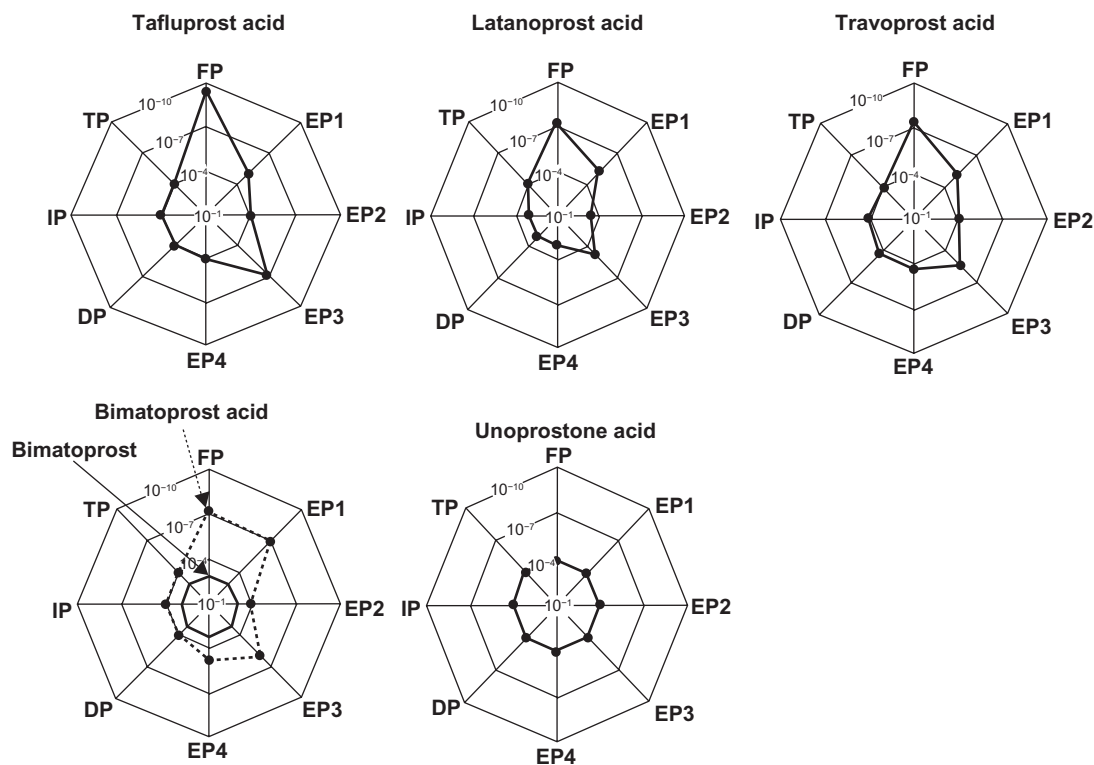 Tafluprost acid
FP
10⁻¹⁰
TP
EP1
10⁻⁷
10⁻⁴
IP
10⁻¹
EP2
DP
EP3
EP4
Latanoprost acid
FP
10⁻¹⁰
TP
EP1
10⁻⁷
10⁻⁴
IP
10⁻¹
EP2
DP
EP3
EP4
Travoprost acid
FP
10⁻¹⁰
TP
EP1
10⁻⁷
10⁻⁴
IP
10⁻¹
EP2
DP
EP3
EP4
Bimatoprost acid
Bimatoprost
FP
10⁻¹⁰
TP
EP1
10⁻⁷
10⁻⁴
IP
10⁻¹
EP2
DP
EP3
EP4
Unoprostone acid
FP
10⁻¹⁰
TP
EP1
10⁻⁷
10⁻⁴
IP
10⁻¹
EP2
DP
EP3
EP4